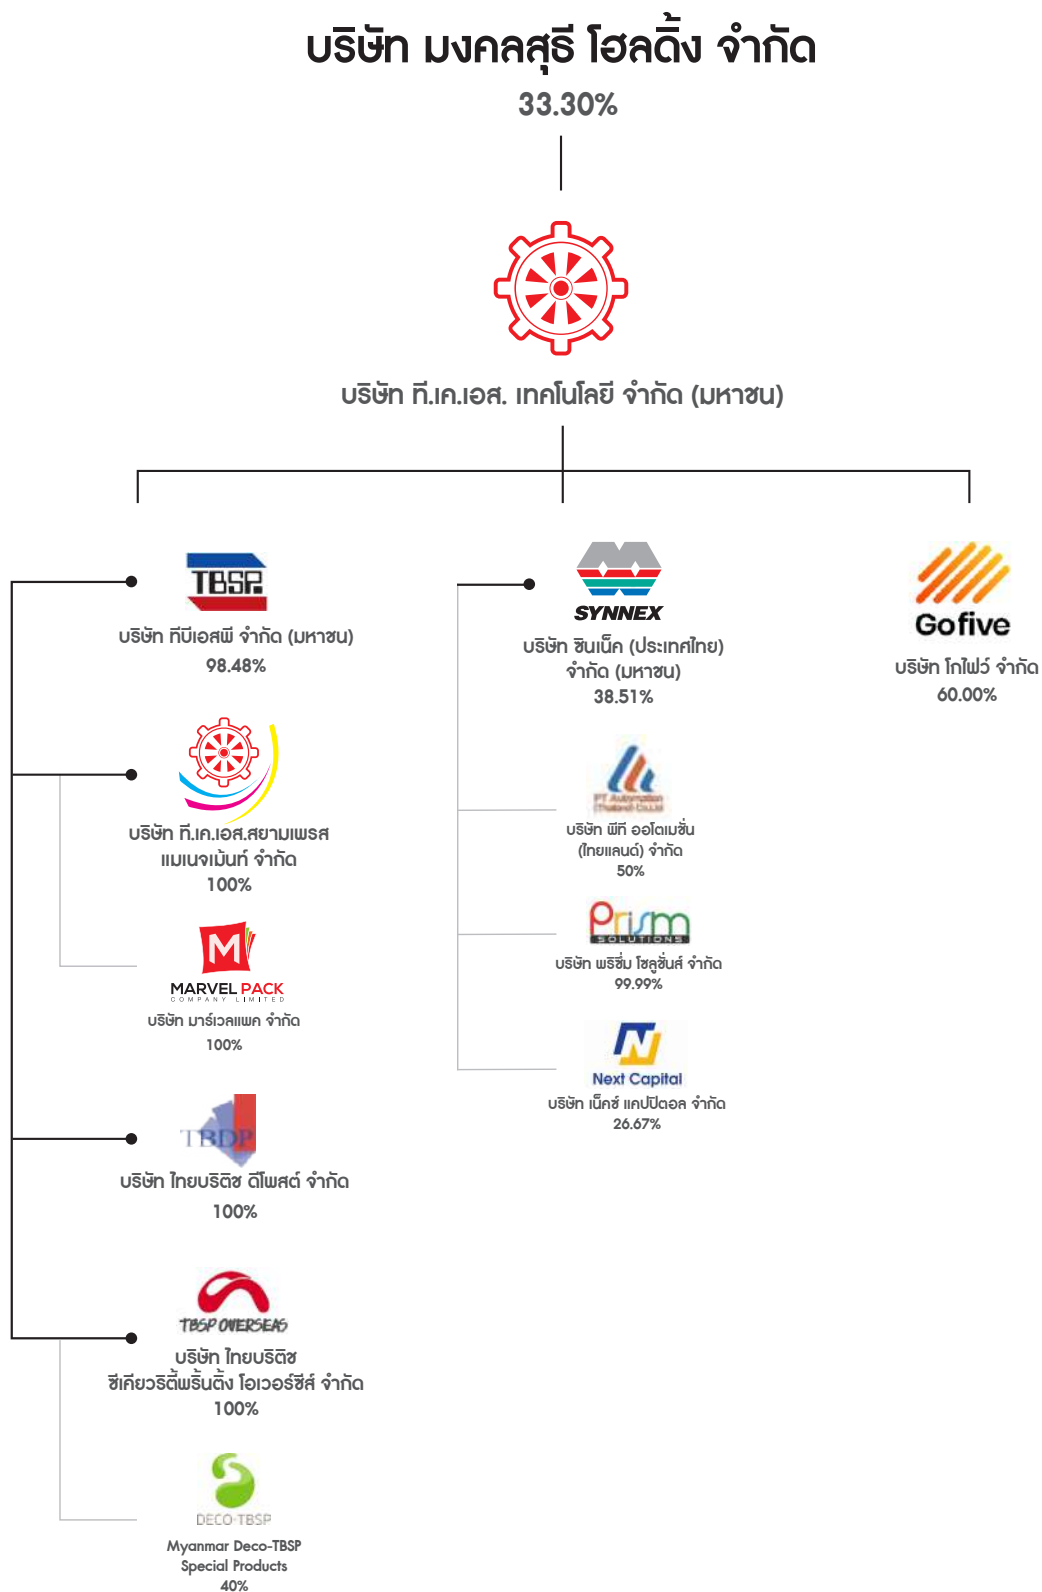 บริษัท มงคลสุธี โฮลดิ้ง จำกัด
33.30%
บริษัท ที.เค.เอส. เทคโนโลยี จำกัด (มหาชน)
TBSP
บริษัท ทีบีเอสพี จำกัด (มหาชน)
98.48%
บริษัท ที.เค.เอส.สยามเพรส
แมเนจเม้นท์ จำกัด
100%
M
MARVEL PACK
COMPANY LIMITED
บริษัท มาร์เวลแพค จำกัด
100%
TBDP
บริษัท ไทยบริติช ดีโพสต์ จำกัด
100%
TBSP OVERSEAS
บริษัท ไทยบริติช
ซีเคียวริตี้พริ้นติ้ง โอเวอร์ซีส์ จำกัด
100%
DECO-TBSP
Myanmar Deco-TBSP
Special Products
40%
SYNNEX
บริษัท ซินเน็ค (ประเทศไทย)
จำกัด (มหาชน)
38.51%
PT Automation
(Thailand) Co.,Ltd
บริษัท พีที ออโตเมชั่น
(ไทยแลนด์) จำกัด
50%
Prism
SOLUTIONS
บริษัท พริซึ่ม โซลูชั่นส์ จำกัด
99.99%
N
Next Capital
บริษัท เน็คซ์ แคปปิตอล จำกัด
26.67%
Gofive
บริษัท โกไฟว์ จำกัด
60.00%